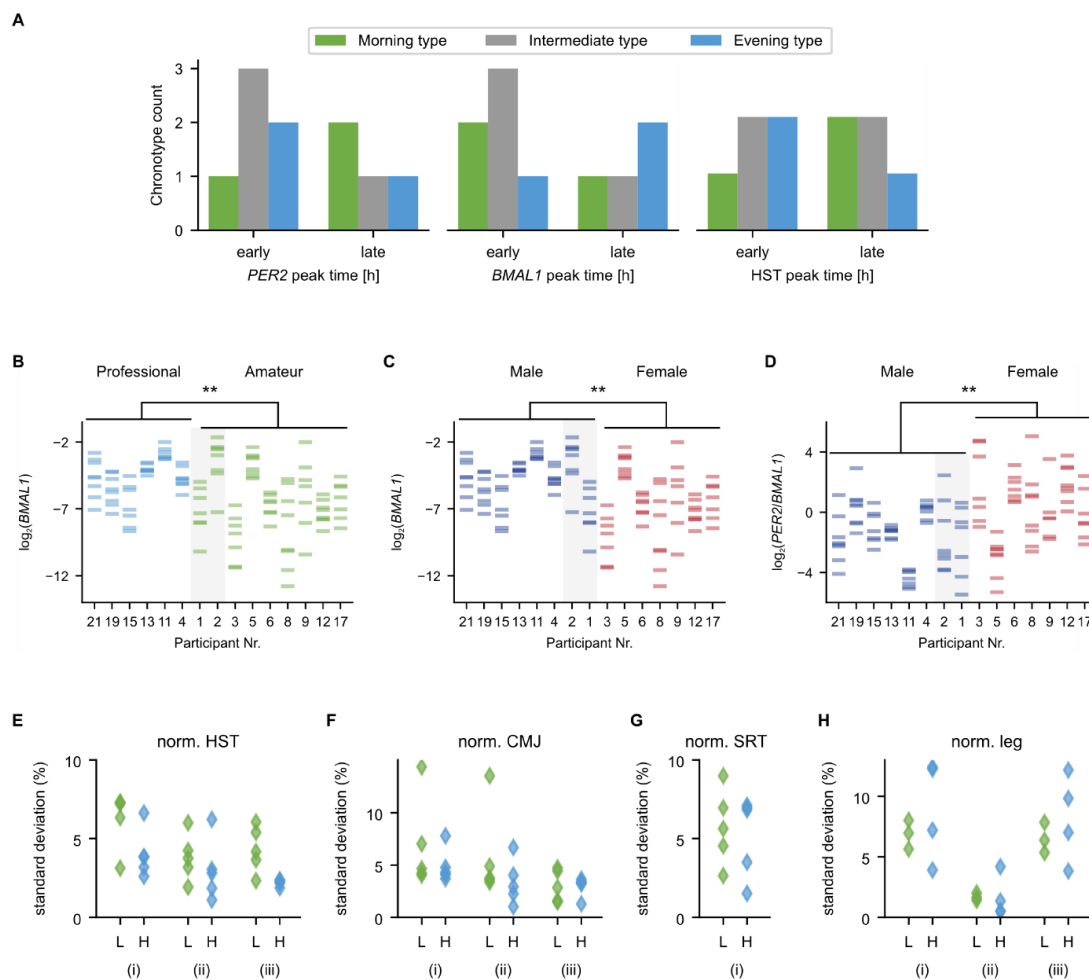 A
Morning type Intermediate type Evening type
Chronotype count
3
2
1
0
early late
PER2 peak time [h]
early late
BMAL1 peak time [h]
early late
HST peak time [h]
B
Professional Amateur
**
log2(BMAL1)
−2
−7
−12
21 19 15 13 11 4 1 2 3 5 6 8 9 12 17
Participant Nr.
C
Male Female
**
log2(BMAL1)
−2
−7
−12
21 19 15 13 11 4 2 1 3 5 6 8 9 12 17
Participant Nr.
D
Male Female
**
log2(PER2/BMAL1)
4
0
−4
21 19 15 13 11 4 2 1 3 5 6 8 9 12 17
Participant Nr.
E
norm. HST
standard deviation (%)
10
5
0
L H L H L H
(i) (ii) (iii)
F
norm. CMJ
standard deviation (%)
10
5
0
L H L H L H
(i) (ii) (iii)
G
norm. SRT
standard deviation (%)
10
5
0
L H
(i)
H
norm. leg
standard deviation (%)
10
5
0
L H L H L H
(i) (ii) (iii)